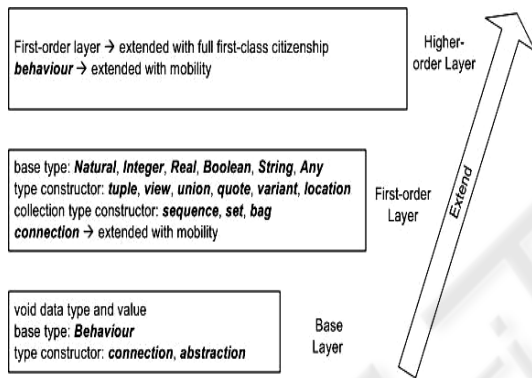 First-order layer → extended with full first-class citizenship
behaviour → extended with mobility
Higher-
order Layer
base type: Natural, Integer, Real, Boolean, String, Any
type constructor: tuple, view, union, quote, variant, location
collection type constructor: sequence, set, bag
connection → extended with mobility
First-order
Layer
Extend
void data type and value
base type: Behaviour
type constructor: connection, abstraction
Base
Layer